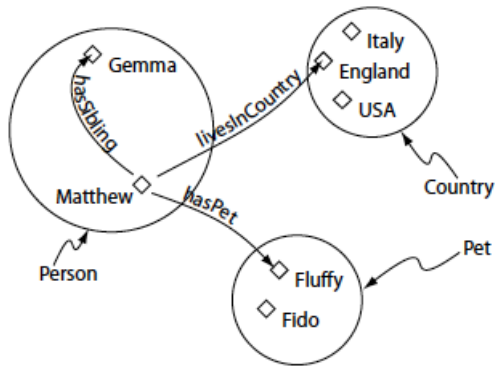 Italy
Gemma
England
hasSibling
livesInCountry
USA
Matthew
hasPet
Country
Person
Pet
Fluffy
Fido